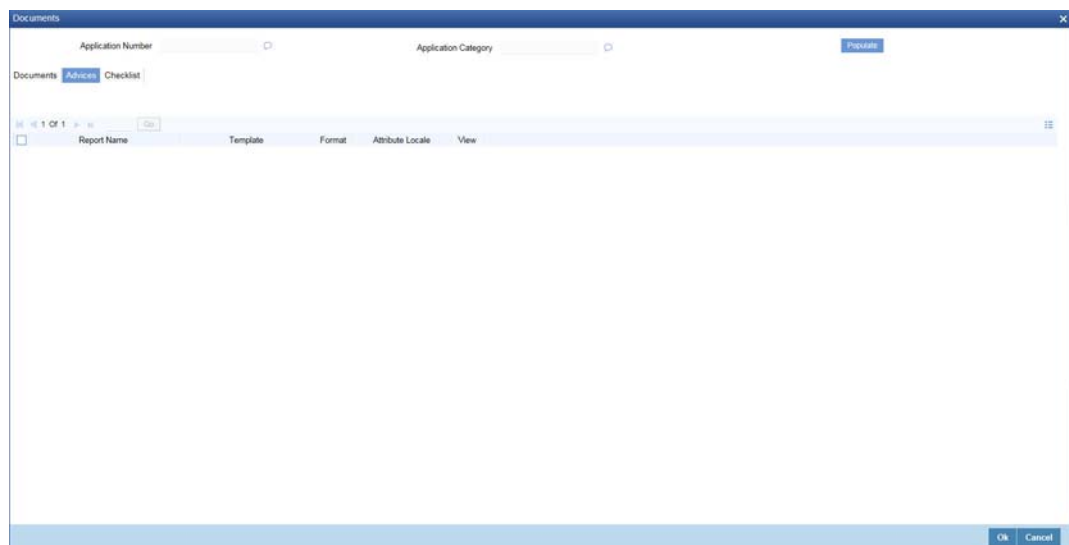 Documents
Application Number Application Category Populate
Documents Advices Checklist
1 Of 1 Go
Report Name Template Format Attribute Locale View
Ok Cancel